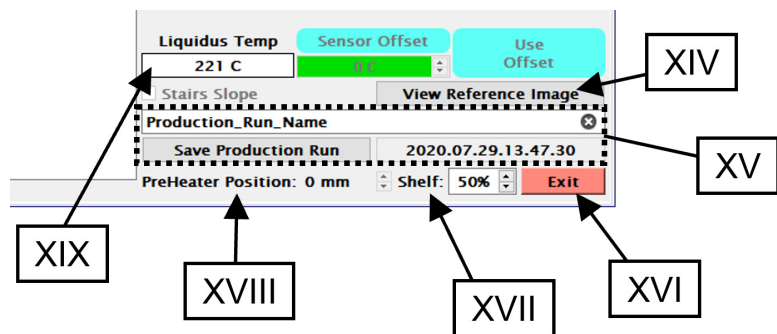 Liquidus Temp Sensor Offset Use Offset
221 C 0 C
Stairs Slope View Reference Image
Production_Run_Name
Save Production Run 2020.07.29.13.47.30
PreHeater Position: 0 mm Shelf: 50% Exit
XIV
XV
XIX
XVIII
XVII
XVI